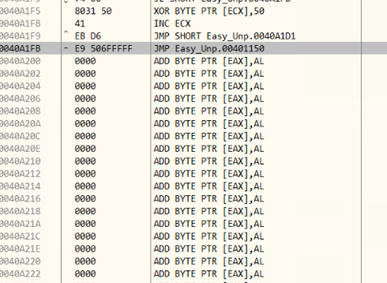 0040A1F5 8031 50 XOR BYTE PTR [ECX],50
0040A1F8 41 INC ECX
0040A1F9 ^ EB D6 JMP SHORT Easy_Unp.0040A1D1
0040A1FB - E9 506FFFFF JMP Easy_Unp.00401150
0040A200 0000 ADD BYTE PTR [EAX],AL
0040A202 0000 ADD BYTE PTR [EAX],AL
0040A204 0000 ADD BYTE PTR [EAX],AL
0040A206 0000 ADD BYTE PTR [EAX],AL
0040A208 0000 ADD BYTE PTR [EAX],AL
0040A20A 0000 ADD BYTE PTR [EAX],AL
0040A20C 0000 ADD BYTE PTR [EAX],AL
0040A20E 0000 ADD BYTE PTR [EAX],AL
0040A210 0000 ADD BYTE PTR [EAX],AL
0040A212 0000 ADD BYTE PTR [EAX],AL
0040A214 0000 ADD BYTE PTR [EAX],AL
0040A216 0000 ADD BYTE PTR [EAX],AL
0040A218 0000 ADD BYTE PTR [EAX],AL
0040A21A 0000 ADD BYTE PTR [EAX],AL
0040A21C 0000 ADD BYTE PTR [EAX],AL
0040A21E 0000 ADD BYTE PTR [EAX],AL
0040A220 0000 ADD BYTE PTR [EAX],AL
0040A222 0000 ADD BYTE PTR [EAX],AL